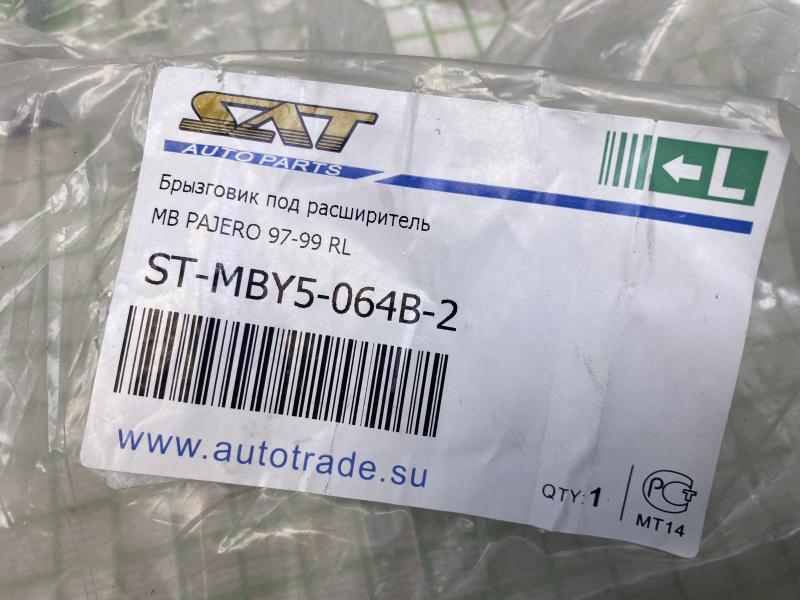 SAT
AUTO PARTS
L
Брызговик под расширитель
MB PAJERO 97-99 RL
ST-MBY5-064B-2
www.autotrade.su
QTY: 1
РСТ
МТ14